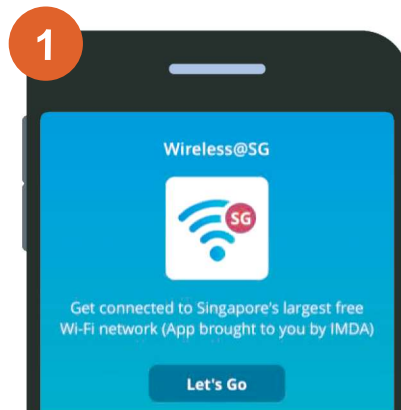 1
Wireless@SG
SG
Get connected to Singapore's largest free
Wi-Fi network (App brought to you by IMDA)
Let's Go